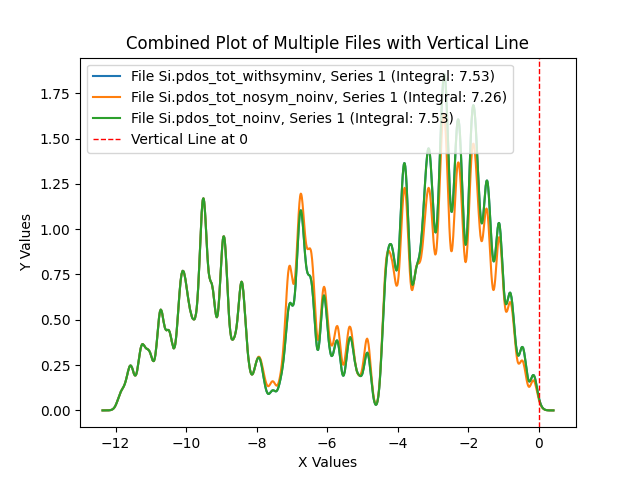 Combined Plot of Multiple Files with Vertical Line
File Si.pdos_tot_withsyminv, Series 1 (Integral: 7.53)
File Si.pdos_tot_nosym_noinv, Series 1 (Integral: 7.26)
File Si.pdos_tot_noinv, Series 1 (Integral: 7.53)
Vertical Line at 0
Y Values
1.75
1.50
1.25
1.00
0.75
0.50
0.25
0.00
−12 −10 −8 −6 −4 −2 0
X Values